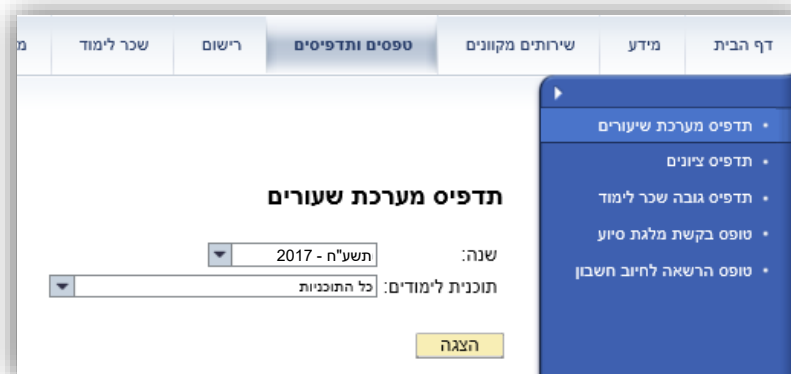 דף הבית
מידע
שירותים מקוונים
טפסים ותדפיסים
רישום
שכר לימוד
תדפיס מערכת שיעורים
תדפיס ציונים
תדפיס גובה שכר לימוד
טופס בקשת מלגת סיוע
טופס הרשאה לחיוב חשבון
תדפיס מערכת שעורים
שנה: תשע"ח - 2017
תוכנית לימודים: כל התוכניות
הצגה